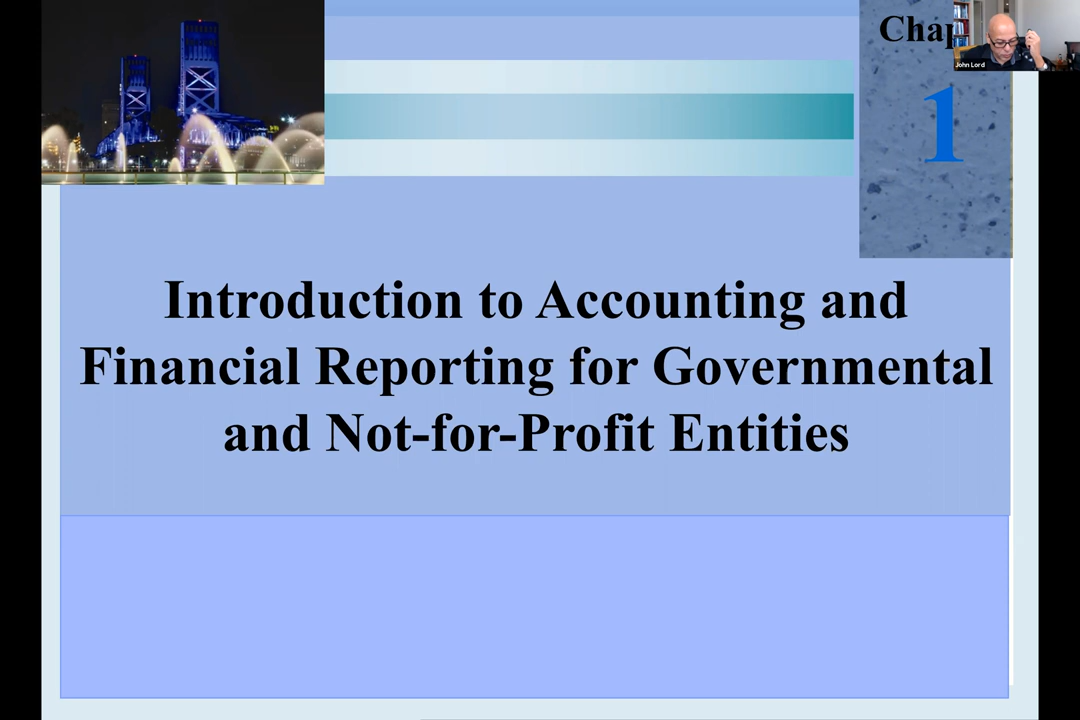 Chap
John Lord
1
Introduction to Accounting and
Financial Reporting for Governmental
and Not-for-Profit Entities